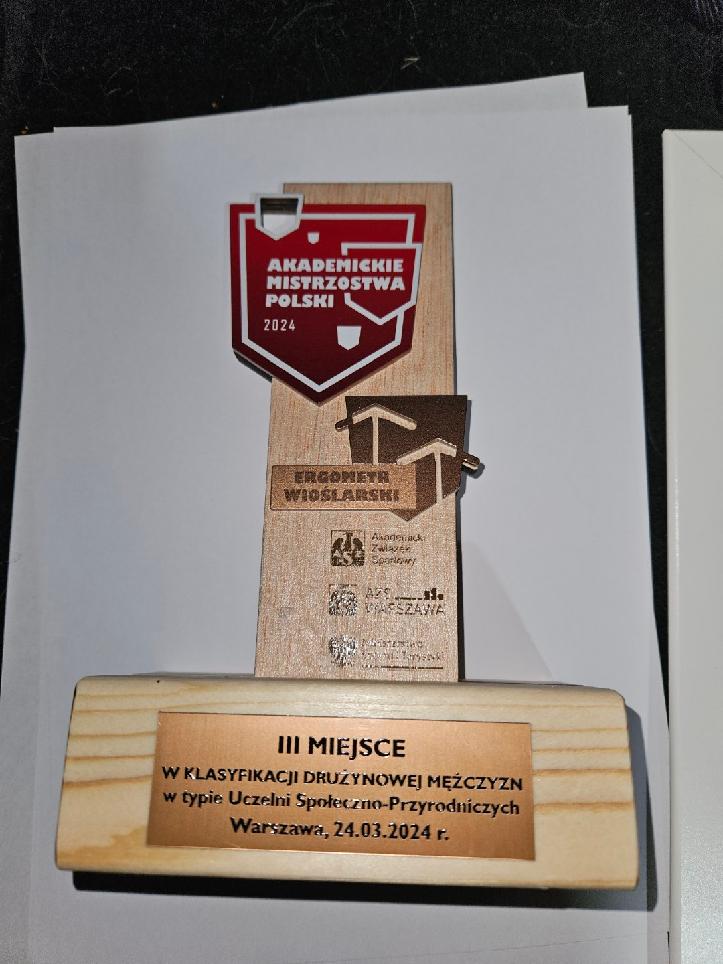 AKADEMICKIE
MISTRZOSTWA
POLSKI
2024
ERGOMETR
WIOŚLARSKI
Akademicki
Związek
Sportowy
AZS
WARSZAWA
III MIEJSCE
W KLASYFIKACJI DRUŻYNOWEJ MĘŻCZYZN
w typie Uczelni Społeczno-Przyrodniczych
Warszawa, 24.03.2024 r.